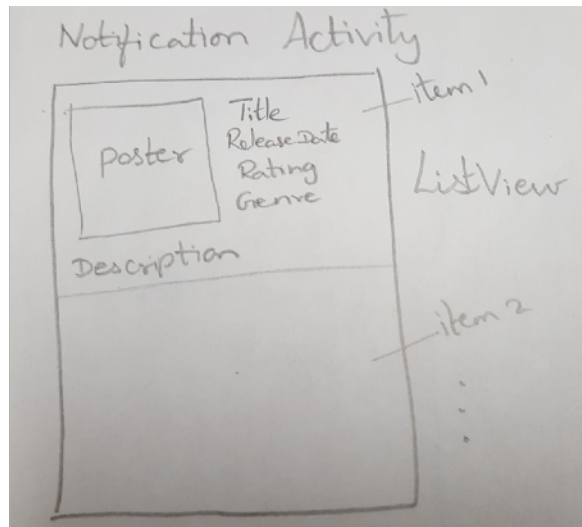 Notification Activity
item 1
Title
Release Date
Rating
Genre
poster
ListView
Description
item 2